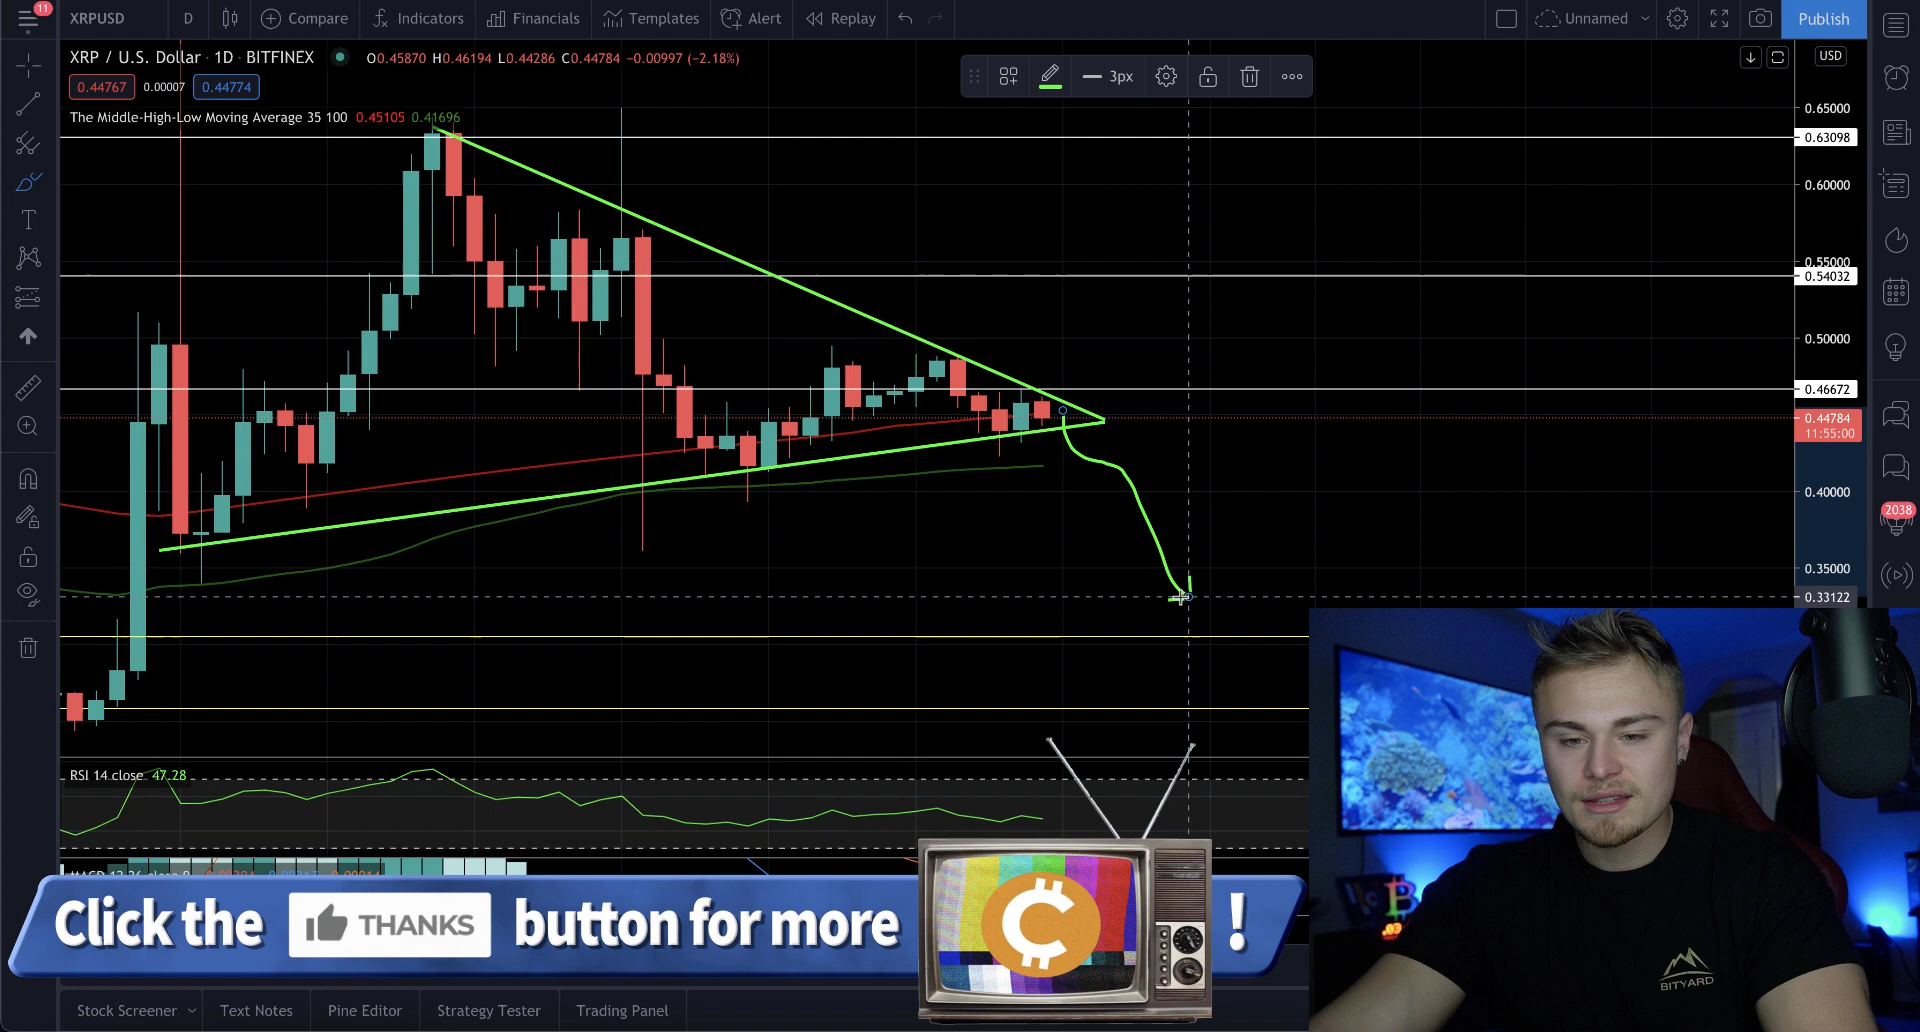 11
XRPUSD D Compare Indicators Financials Templates Alert Replay Unnamed Publish
XRP / U.S. Dollar · 1D · BITFINEX O0.45870 H0.46194 L0.44286 C0.44784 −0.00997 (−2.18%)
0.44767 0.00007 0.44774
The Middle-High-Low Moving Average 35 100 0.45105 0.41696
3px
USD
0.65000
0.63098
0.60000
0.55000
0.54032
0.50000
0.46672
0.44784
11:55:00
0.40000
0.35000
0.33122
2038
RSI 14 close 47.28
Click the THANKS button for more !
BITYARD
Stock Screener Text Notes Pine Editor Strategy Tester Trading Panel